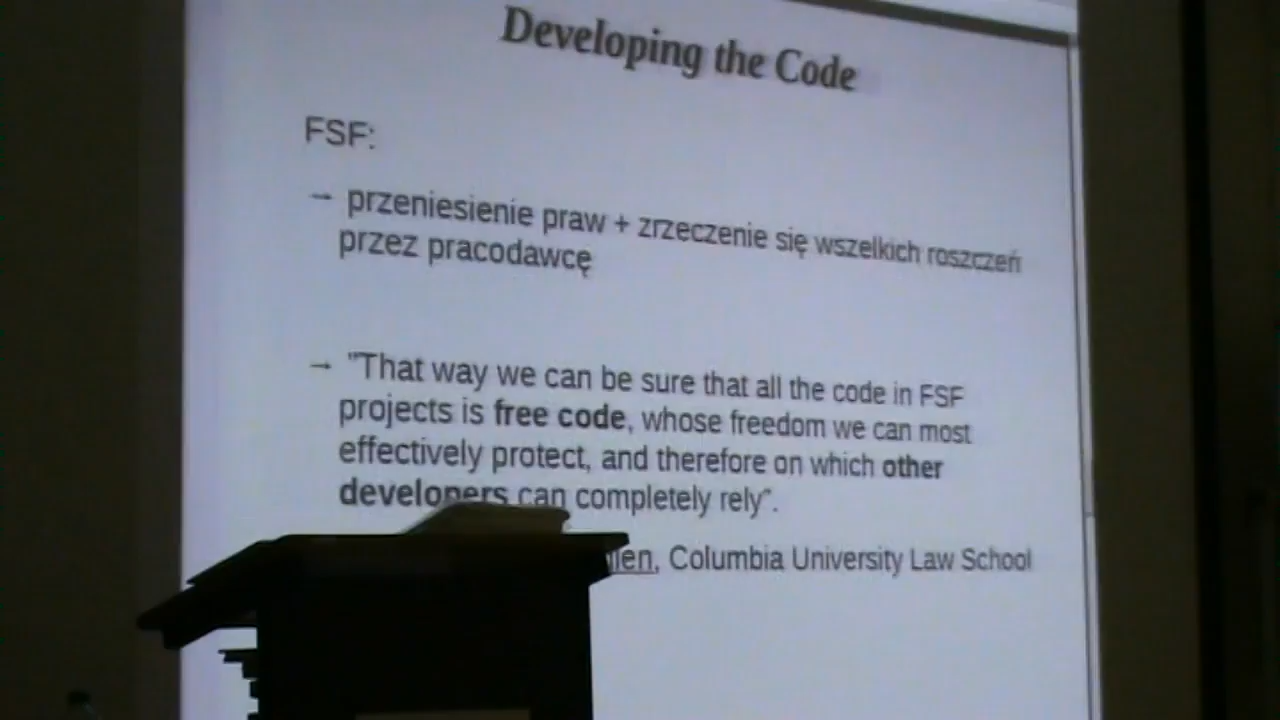 Developing the Code
FSF:
→ przeniesienie praw + zrzeczenie się wszelkich roszczeń
przez pracodawcę
→ "That way we can be sure that all the code in FSF
projects is free code, whose freedom we can most
effectively protect, and therefore on which other
developers can completely rely".
Columbia University Law School